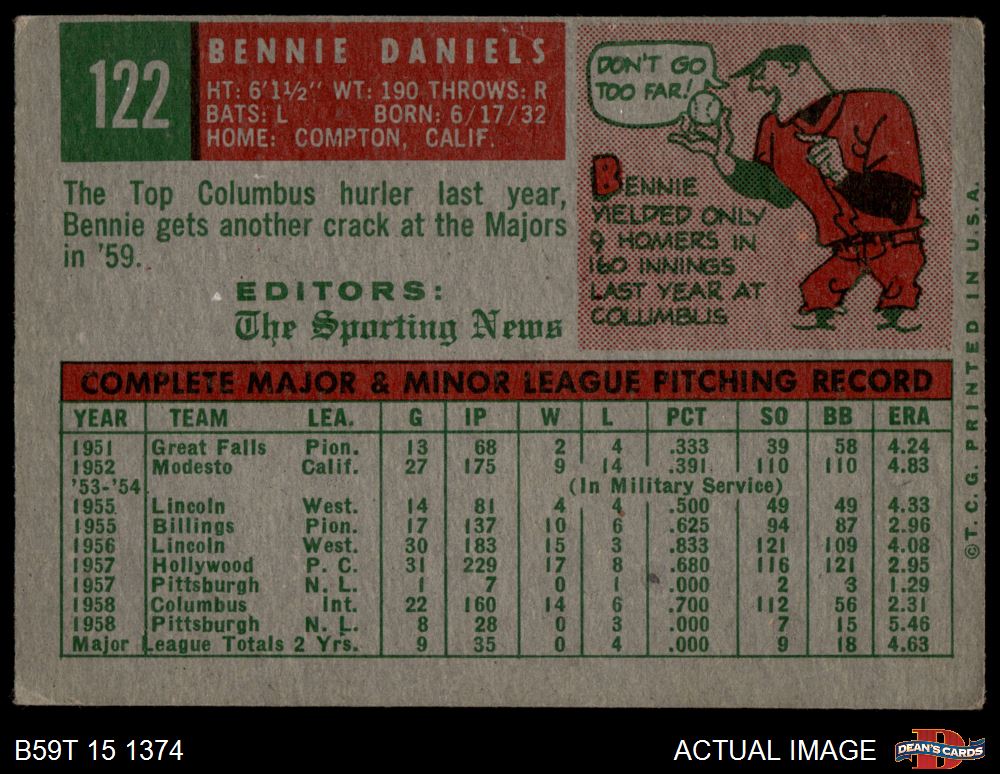 122
BENNIE DANIELS
HT: 6'1½" WT: 190 THROWS: R
BATS: L BORN: 6/17/32
HOME: COMPTON, CALIF.
The Top Columbus hurler last year,
Bennie gets another crack at the Majors
in '59.
EDITORS:
The Sporting News
DON'T GO
TOO FAR!
BENNIE
YIELDED ONLY
9 HOMERS IN
160 INNINGS
LAST YEAR AT
COLUMBUS
COMPLETE MAJOR & MINOR LEAGUE PITCHING RECORD
YEAR TEAM LEA. G IP W L PCT SO BB ERA
1951 Great Falls Pion. 13 68 2 4 .333 39 58 4.24
1952 Modesto Calif. 27 175 9 14 .391 110 110 4.83
'53-'54 (In Military Service)
1955 Lincoln West. 14 81 4 4 .500 49 49 4.33
1955 Billings Pion. 17 137 10 6 .625 94 87 2.96
1956 Lincoln West. 30 183 15 3 .833 121 109 4.08
1957 Hollywood P. C. 31 229 17 8 .680 116 121 2.95
1957 Pittsburgh N. L. 1 7 0 1 .000 2 3 1.29
1958 Columbus Int. 22 160 14 6 .700 112 56 2.31
1958 Pittsburgh N. L. 8 28 0 3 .000 7 15 5.46
Major League Totals 2 Yrs. 9 35 0 4 .000 9 18 4.63
© T. C. G. PRINTED IN U.S.A.
B59T 15 1374
ACTUAL IMAGE
DEAN'S CARDS